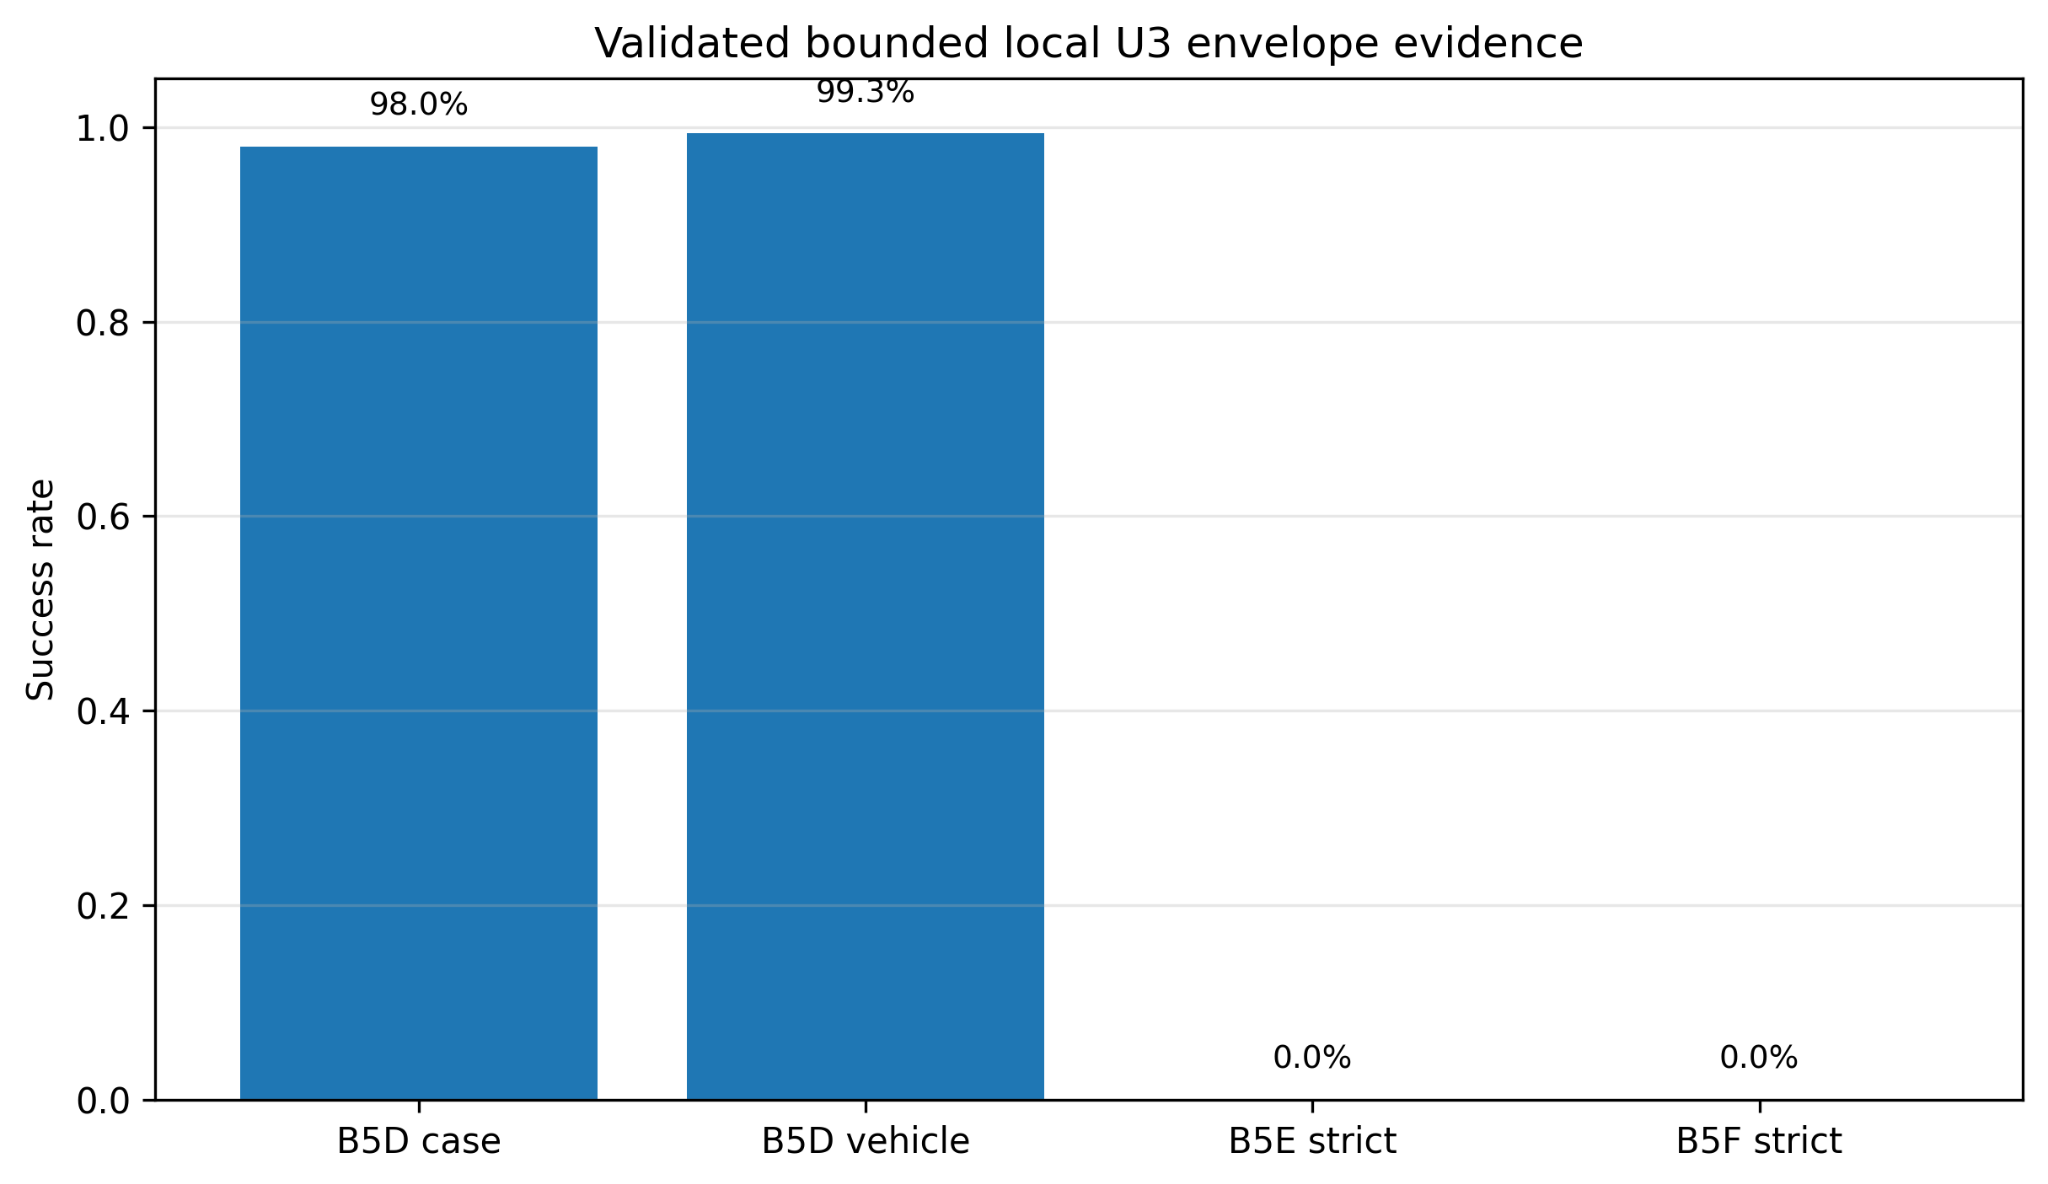 Validated bounded local U3 envelope evidence
98.0%
99.3%
1.0
0.8
0.6
0.4
0.2
0.0
Success rate
0.0%
0.0%
B5D case
B5D vehicle
B5E strict
B5F strict